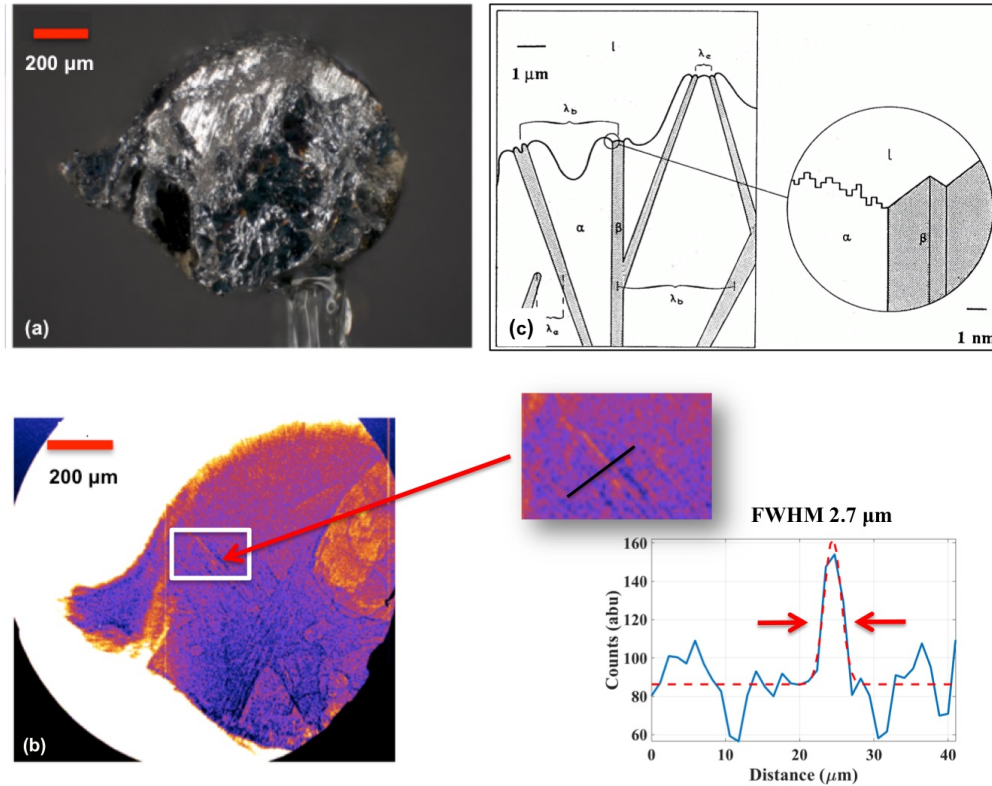 200 µm
(a)
l
1 µm
λe
λb
α
β
λb
λe
(c)
l
α
β
1 nm
200 µm
(b)
FWHM 2.7 µm
160
140
120
100
80
60
Counts (abu)
0
10
20
30
40
Distance (µm)